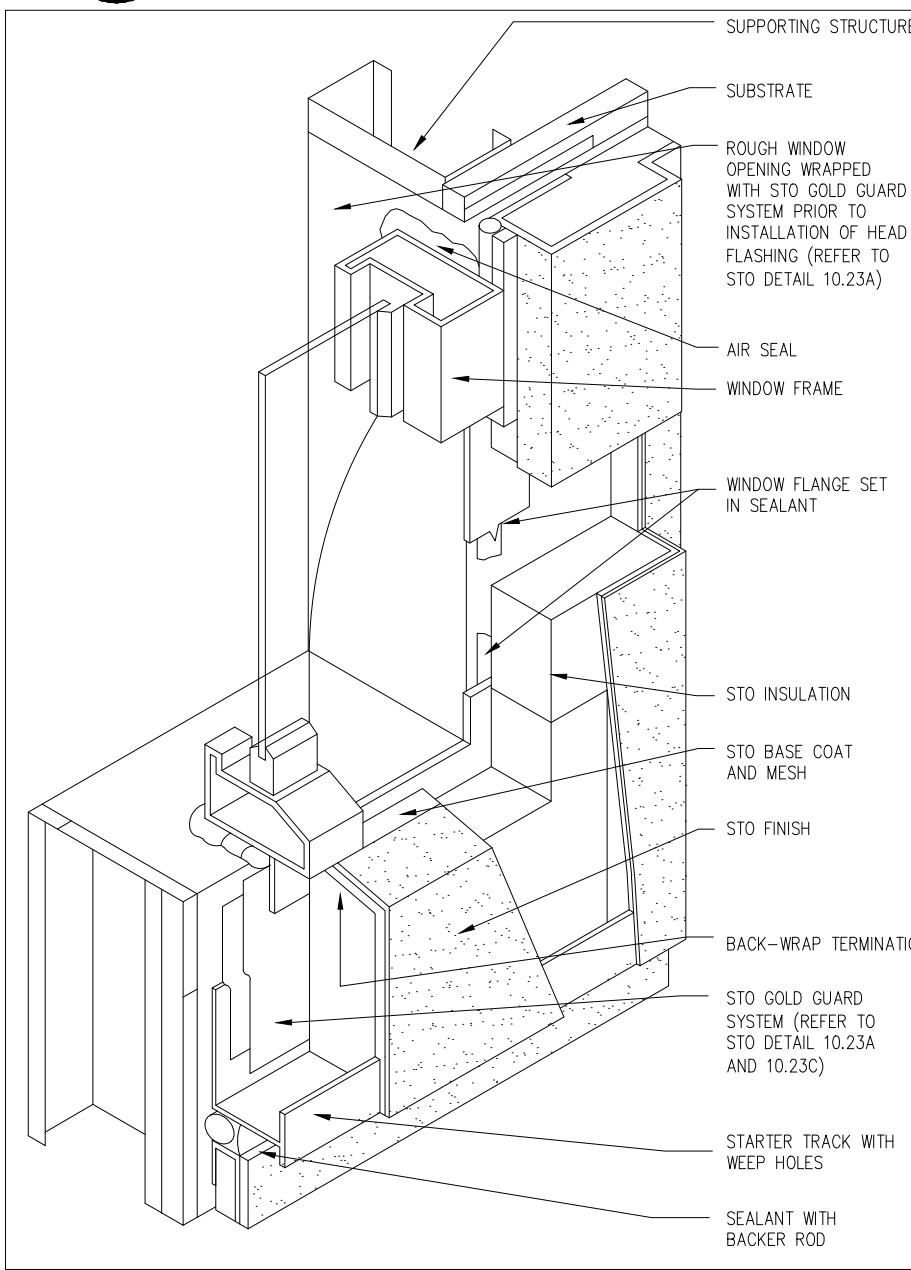 SUPPORTING STRUCTURE
SUBSTRATE
ROUGH WINDOW
OPENING WRAPPED
WITH STO GOLD GUARD
SYSTEM PRIOR TO
INSTALLATION OF HEAD
FLASHING (REFER TO
STO DETAIL 10.23A)
AIR SEAL
WINDOW FRAME
WINDOW FLANGE SET
IN SEALANT
STO INSULATION
STO BASE COAT
AND MESH
STO FINISH
BACK-WRAP TERMINATIO
STO GOLD GUARD
SYSTEM (REFER TO
STO DETAIL 10.23A
AND 10.23C)
STARTER TRACK WITH
WEEP HOLES
SEALANT WITH
BACKER ROD